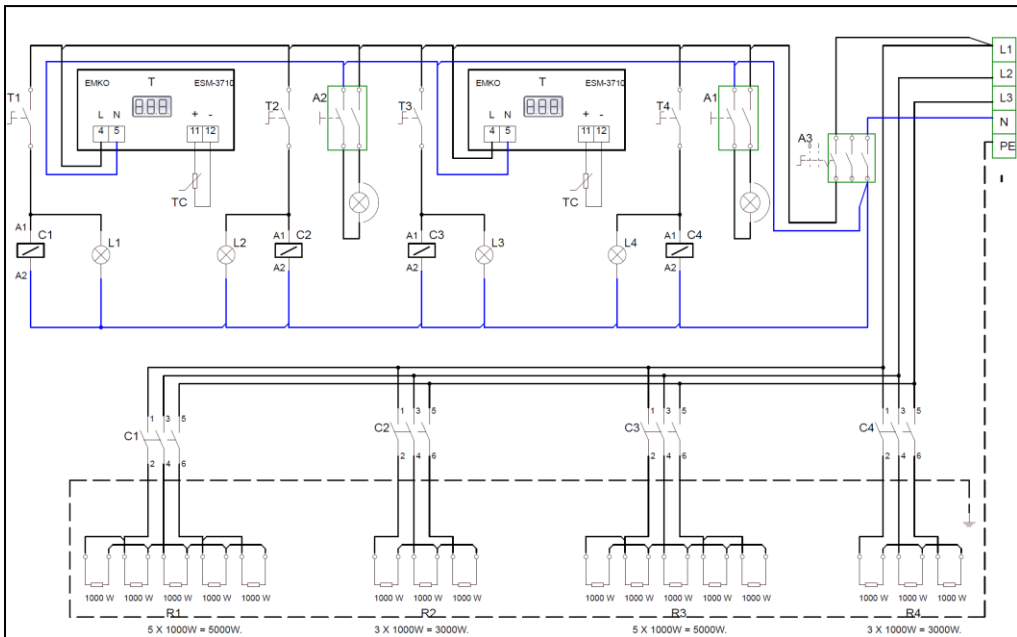 L1
L2
L3
N
PE
T1
EMKO T ESM-3710
L N + -
4 5 11 12
TC
T2
A2
T3
EMKO T ESM-3710
L N + -
4 5 11 12
TC
T4
A1
A3
A1 C1
A2
L1
L2
A1 C2
A2
A1 C3
A2
L3
L4
A1 C4
A2
C1
1 3 5
2 4 6
C2
1 3 5
2 4 6
C3
1 3 5
2 4 6
C4
1 3 5
2 4 6
1000 W 1000 W 1000 W 1000 W 1000 W
1000 W 1000 W 1000 W
1000 W 1000 W 1000 W 1000 W 1000 W
1000 W 1000 W 1000 W
R1 R2 R3 R4
5 X 1000W = 5000W. 3 X 1000W = 3000W. 5 X 1000W = 5000W. 3 X 1000W = 3000W.